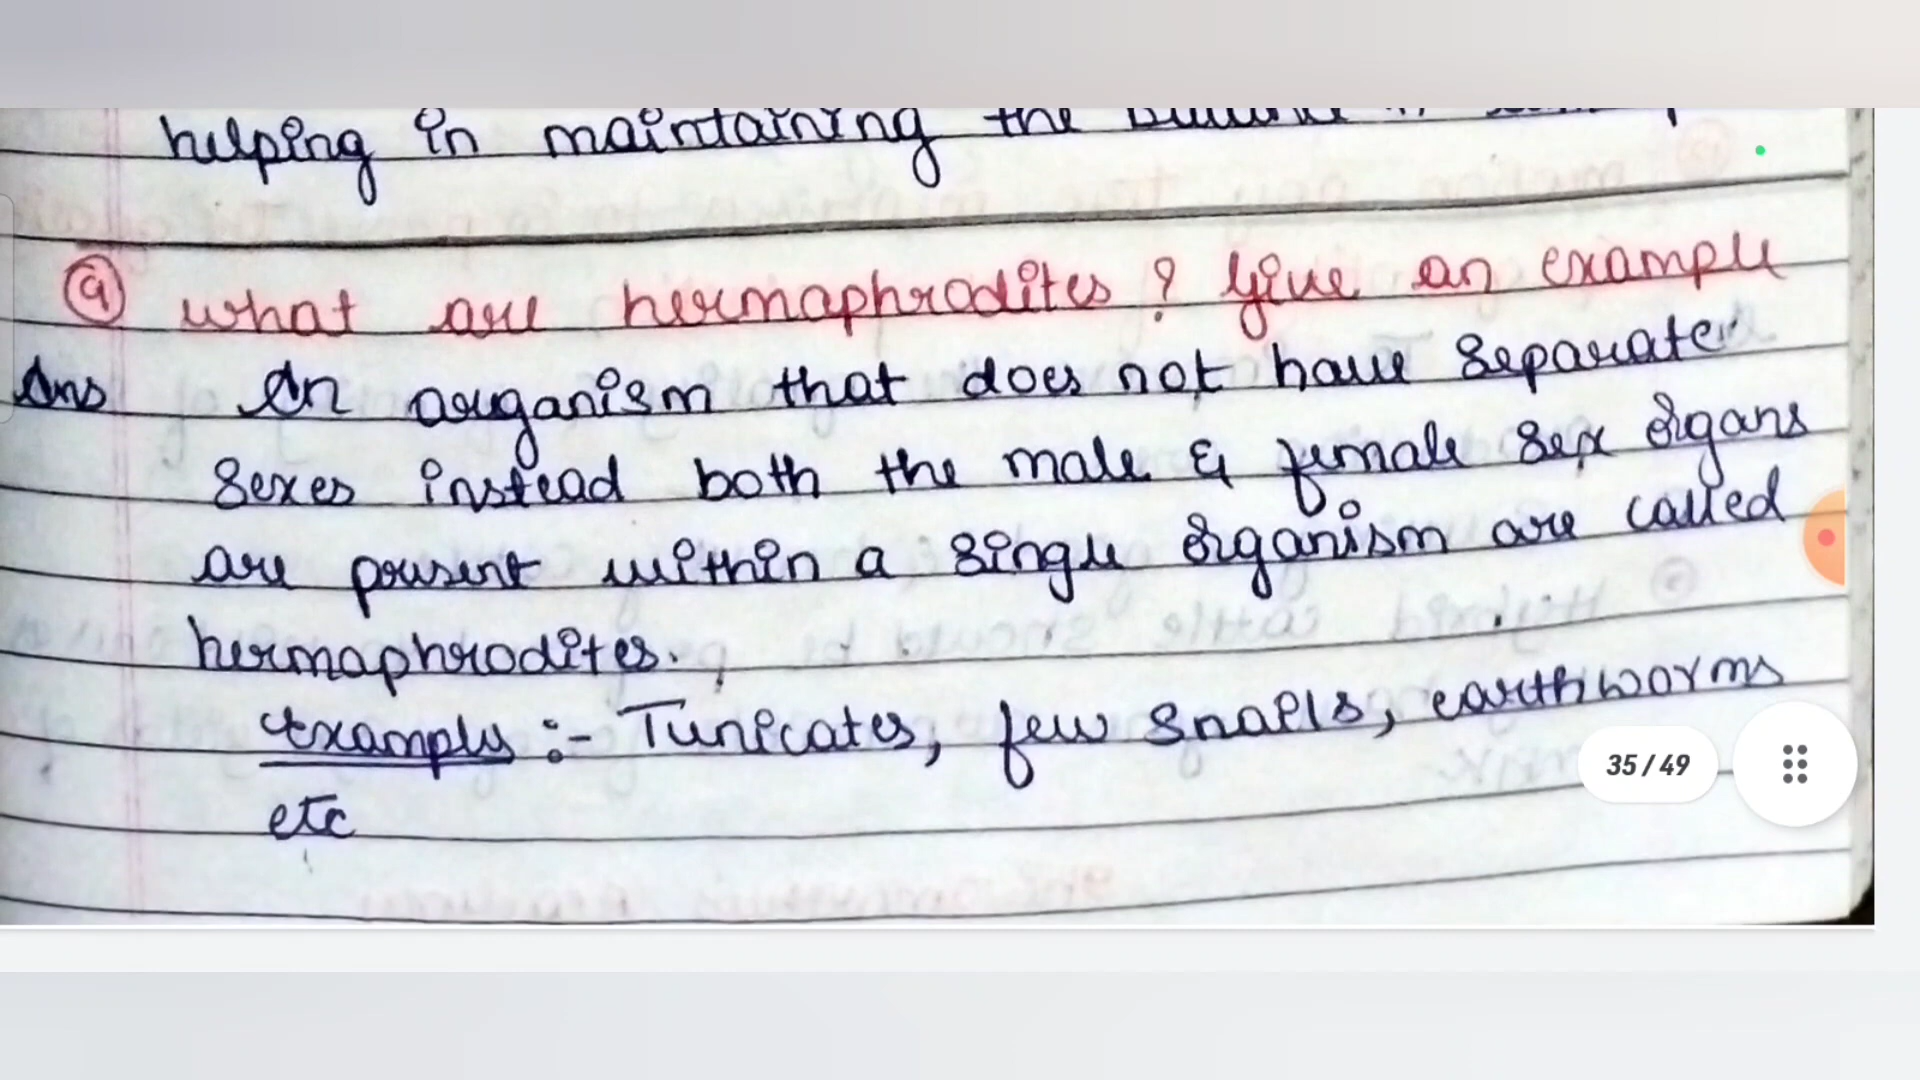 helping in maintaining the
9 what are hermaphrodites ? Give an example
Ans An organism that does not have separate
sexes instead both the male & female sex organs
are present within a single organism are called
hermaphrodites.
examples :- Tunicates, few snails, earthworms
etc
35/49